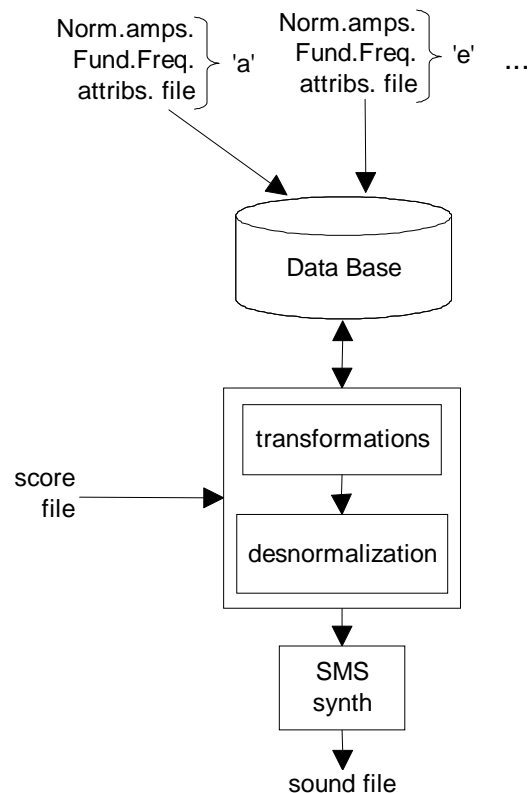 Norm.amps.
Fund.Freq.
attribs. file
'a'
Norm.amps.
Fund.Freq.
attribs. file
'e'
...
Data Base
transformations
score
file
desnormalization
SMS
synth
sound file